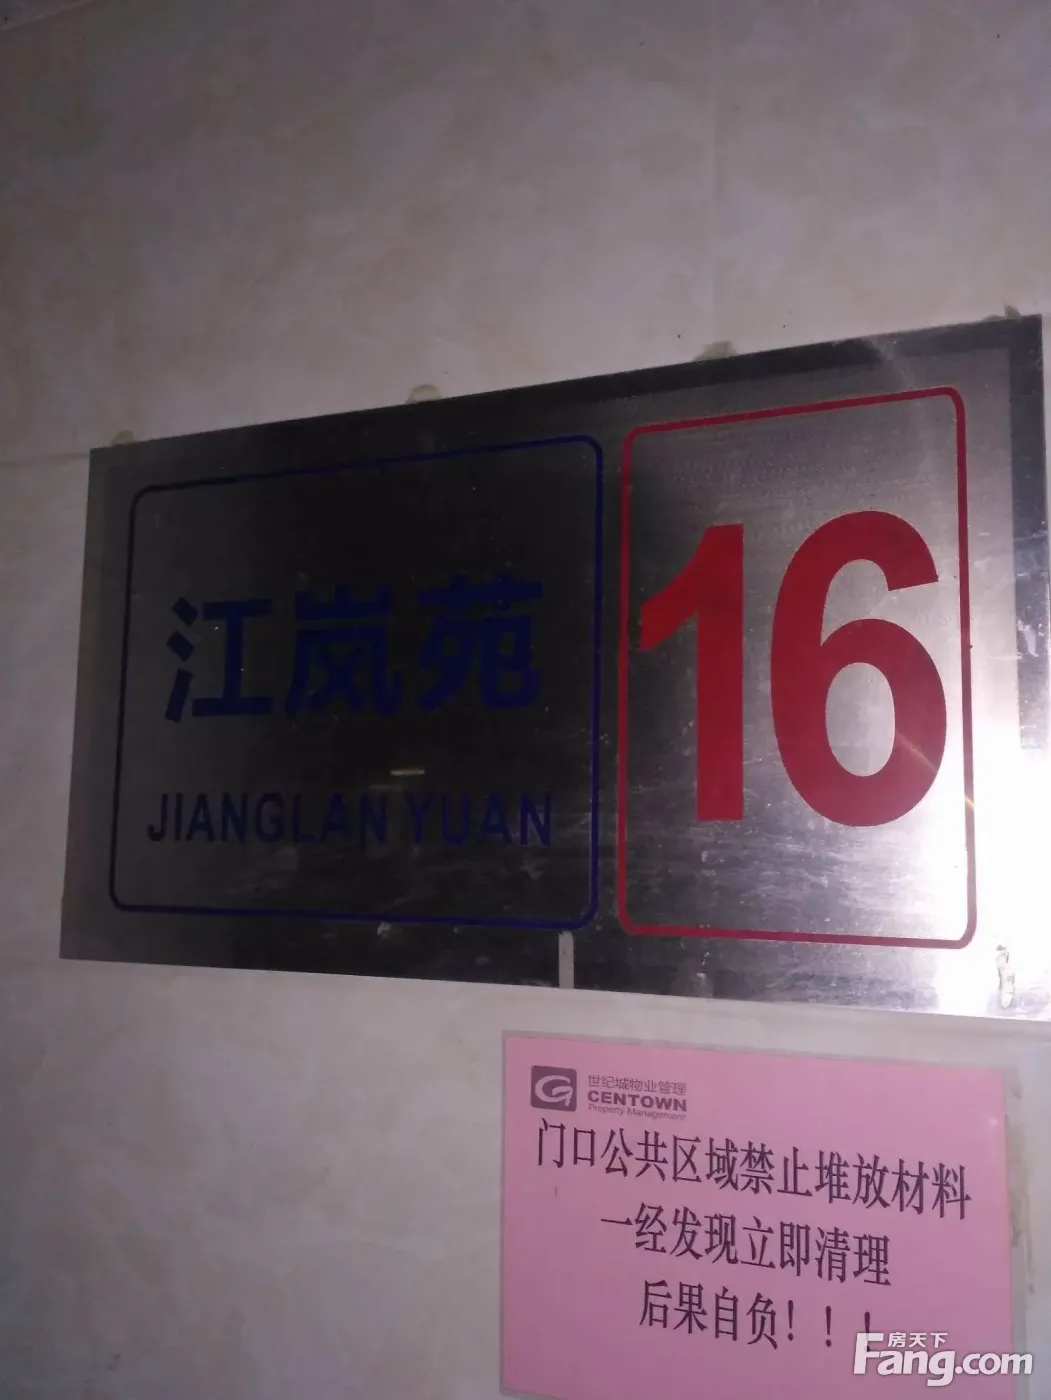 江岚苑
JIANGLAN YUAN
16
世纪城物业管理
CENTOWN
Property Management
门口公共区域禁止堆放材料
一经发现立即清理
后果自负！！！
房天下
Fang.com